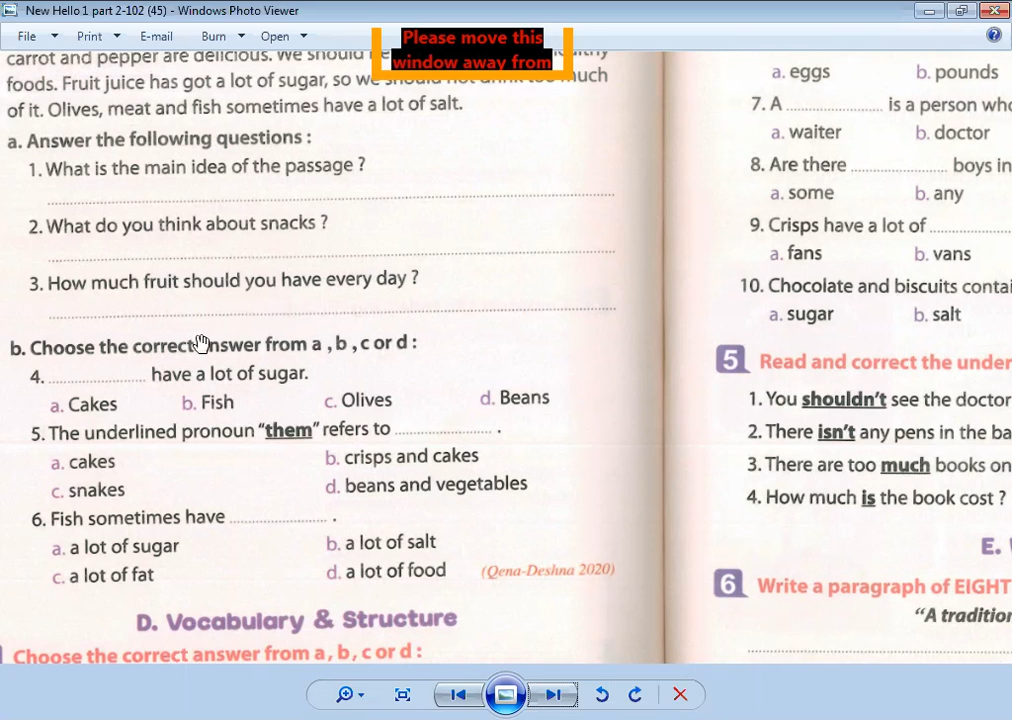 New Hello.1 part 2-102 (45) - Windows Photo Viewer
File Print E-mail Burn Open
Please move this
window away from
carrot and pepper are delicious. We should
foods. Fruit juice has got a lot of sugar, so we should not drink too much
of it. Olives, meat and fish sometimes have a lot of salt.
a. Answer the following questions :
1. What is the main idea of the passage ?
2. What do you think about snacks ?
3. How much fruit should you have every day ?
b. Choose the correct answer from a , b , c or d :
4. .................... have a lot of sugar.
a. Cakes b. Fish c. Olives d. Beans
5. The underlined pronoun “them” refers to .................... .
a. cakes b. crisps and cakes
c. snakes d. beans and vegetables
6. Fish sometimes have .................... .
a. a lot of sugar b. a lot of salt
c. a lot of fat d. a lot of food (Qena-Deshna 2020)
D. Vocabulary & Structure
Choose the correct answer from a, b, c or d :
a. eggs b. pounds
7. A .................... is a person who
a. waiter b. doctor
8. Are there .................... boys in
a. some b. any
9. Crisps have a lot of ....................
a. fans b. vans
10. Chocolate and biscuits contai
a. sugar b. salt
5 Read and correct the under
1. You shouldn't see the doctor
2. There isn't any pens in the ba
3. There are too much books on
4. How much is the book cost ?
E.
6 Write a paragraph of EIGHT
“A tradition